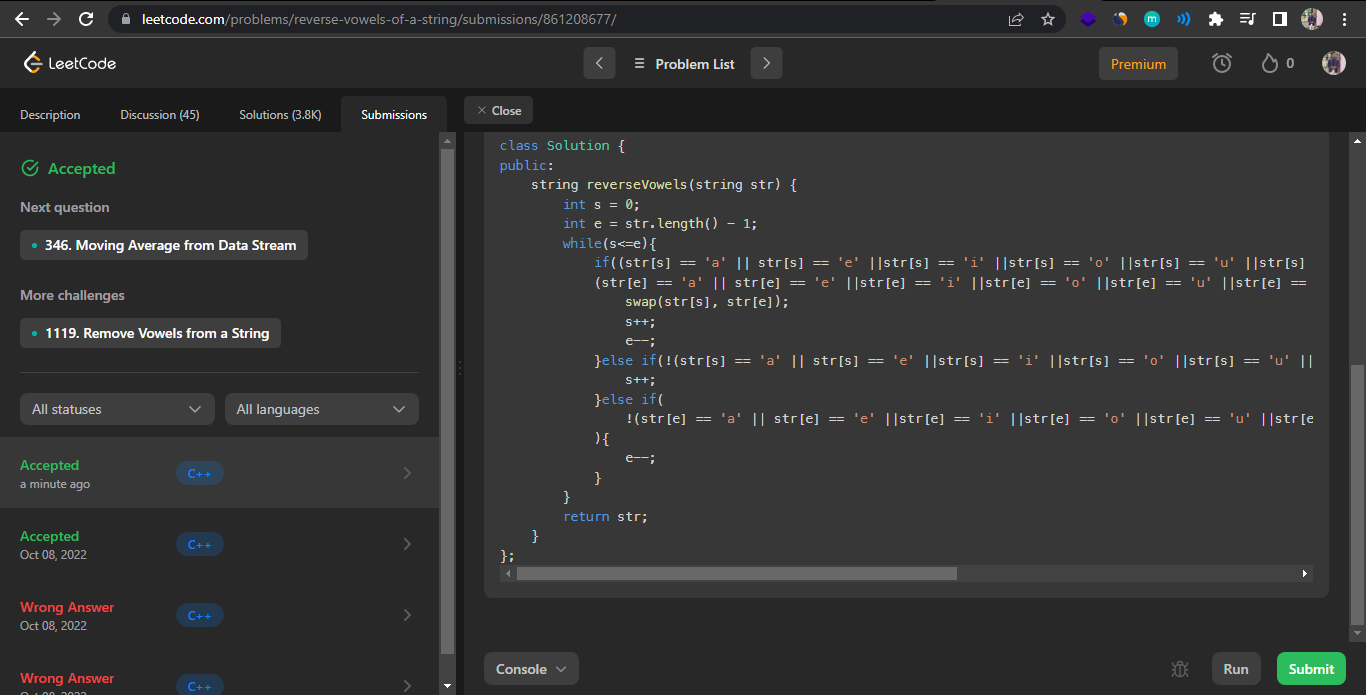 leetcode.com/problems/reverse-vowels-of-a-string/submissions/861208677/
LeetCode
Problem List
Premium
0
Description
Discussion (45)
Solutions (3.8K)
Submissions
Close
Accepted
Next question
346. Moving Average from Data Stream
More challenges
1119. Remove Vowels from a String
All statuses
All languages
Accepted
C++
a minute ago
Accepted
C++
Oct 08, 2022
Wrong Answer
C++
Oct 08, 2022
Wrong Answer
C++
class Solution {
public:
    string reverseVowels(string str) {
        int s = 0;
        int e = str.length() - 1;
        while(s<=e){
            if((str[s] == 'a' || str[s] == 'e' ||str[s] == 'i' ||str[s] == 'o' ||str[s] == 'u' ||str[s]
            (str[e] == 'a' || str[e] == 'e' ||str[e] == 'i' ||str[e] == 'o' ||str[e] == 'u' ||str[e] ==
                swap(str[s], str[e]);
                s++;
                e--;
            }else if(!(str[s] == 'a' || str[s] == 'e' ||str[s] == 'i' ||str[s] == 'o' ||str[s] == 'u' ||
                s++;
            }else if(
                !(str[e] == 'a' || str[e] == 'e' ||str[e] == 'i' ||str[e] == 'o' ||str[e] == 'u' ||str[e
            ){
                e--;
            }
        }
        return str;
    }
};
Console
Run
Submit